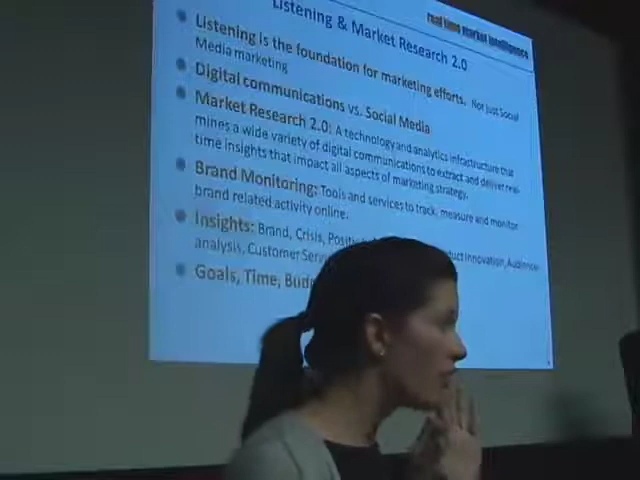 Listening & Market Research 2.0
real time market intelligence
Listening is the foundation for marketing efforts. Not just Social
Media marketing
Digital communications vs. Social Media
Market Research 2.0: A technology and analytics infrastructure that
mines a wide variety of digital communications to extract and deliver real-
time insights that impact all aspects of marketing strategy.
Brand Monitoring: Tools and services to track, measure and monitor
brand related activity online.
Insights: Brand, Crisis, Innovation, Audience
analysis, Customer
Goals, Time,